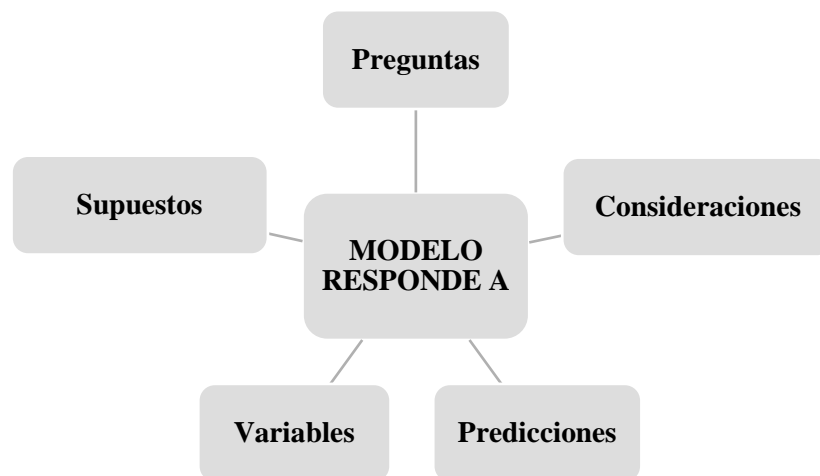 Preguntas
Supuestos
Consideraciones
MODELO
RESPONDE A
Variables
Predicciones